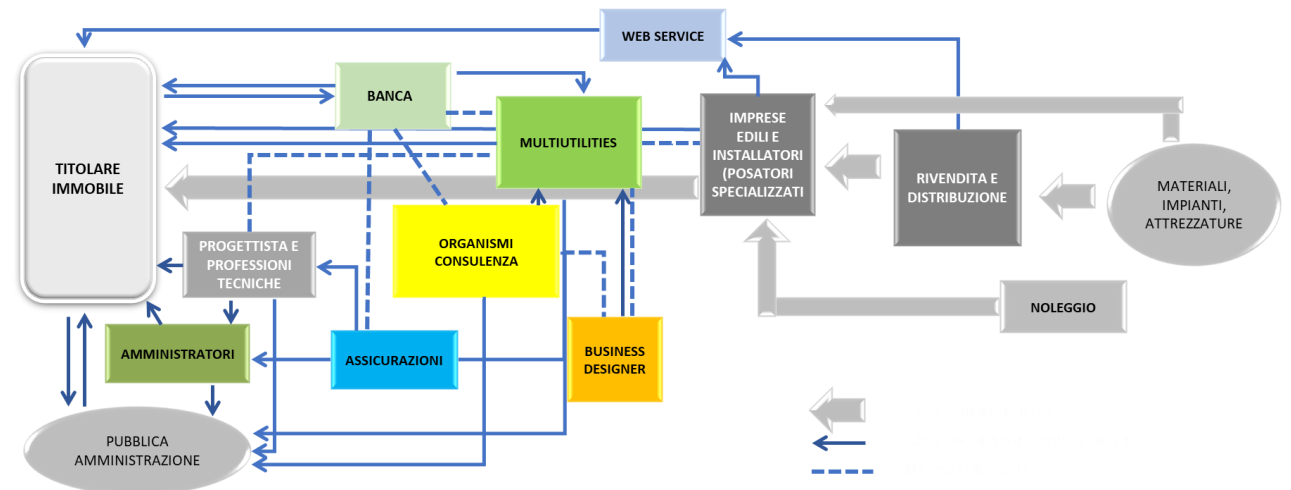 WEB SERVICE
BANCA
TITOLARE
IMMOBILE
MULTIUTILITIES
IMPRESE
EDILI E
INSTALLATORI
(POSATORI
SPECIALIZZATI
RIVENDITA E
DISTRIBUZIONE
MATERIALI,
IMPIANTI,
ATTREZZATURE
PROGETTISTA E
PROFESSIONI
TECNICHE
ORGANISMI
CONSULENZA
NOLEGGIO
AMMINISTRATORI
ASSICURAZIONI
BUSINESS
DESIGNER
PUBBLICA
AMMINISTRAZIONE